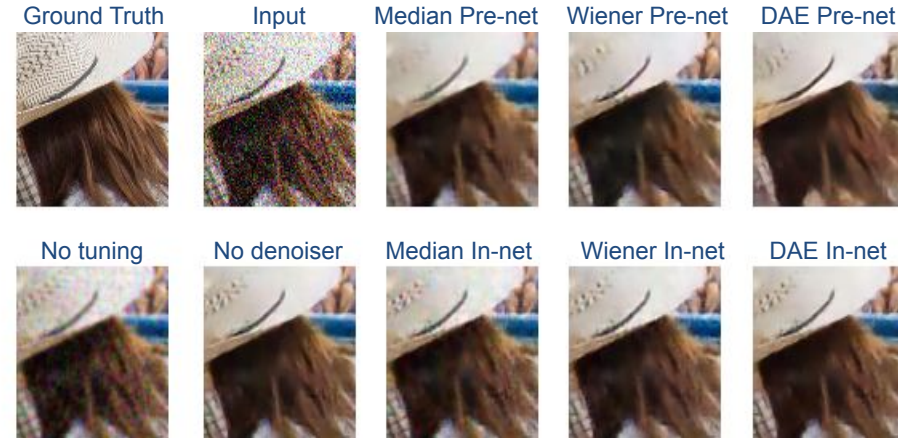 Ground Truth
Input
Median Pre-net
Wiener Pre-net
DAE Pre-net
No tuning
No denoiser
Median In-net
Wiener In-net
DAE In-net